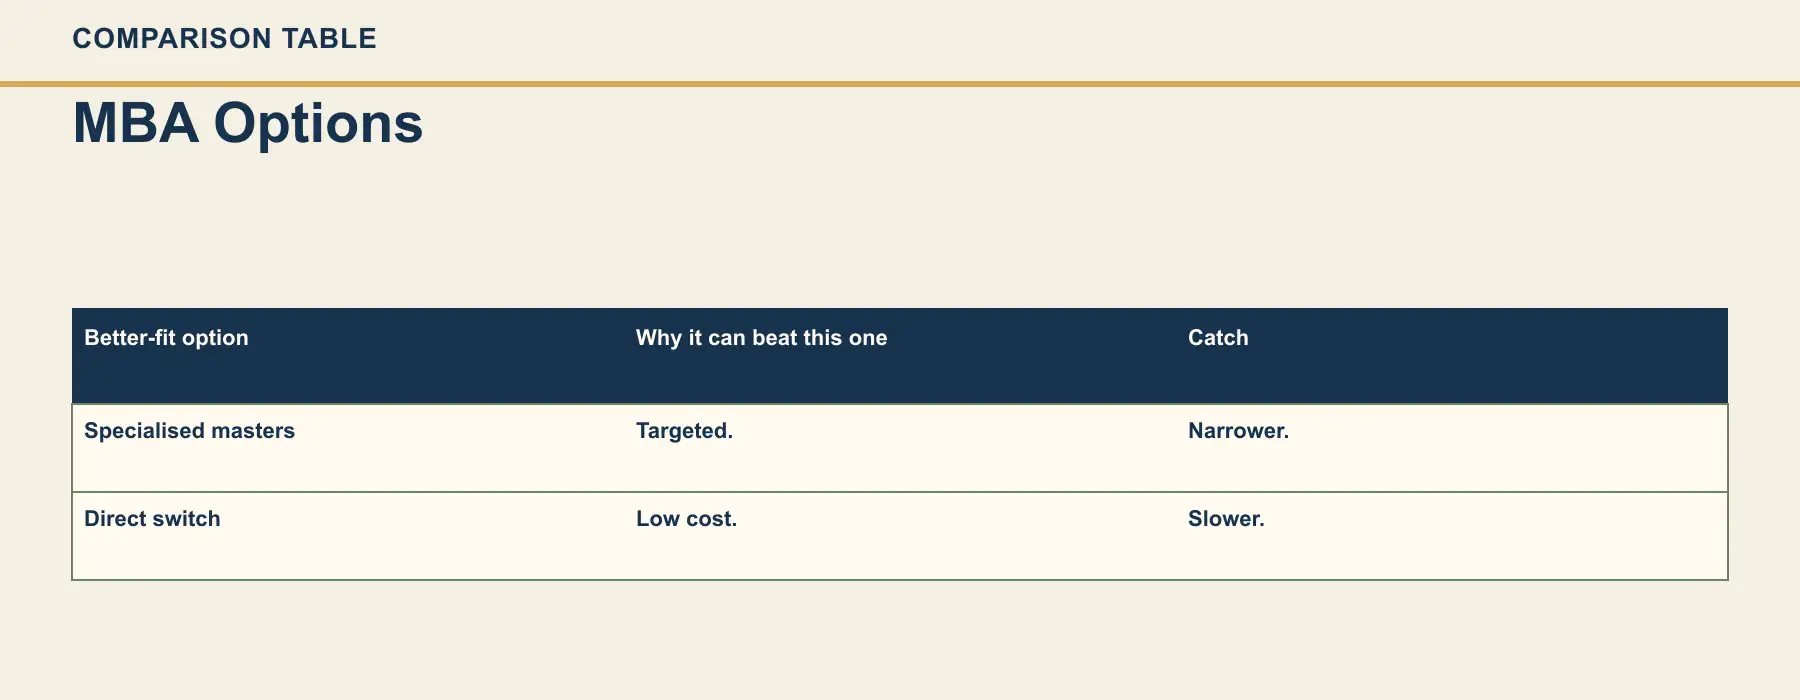 COMPARISON TABLE
MBA Options
Better-fit option Why it can beat this one Catch
Specialised masters Targeted. Narrower.
Direct switch Low cost. Slower.